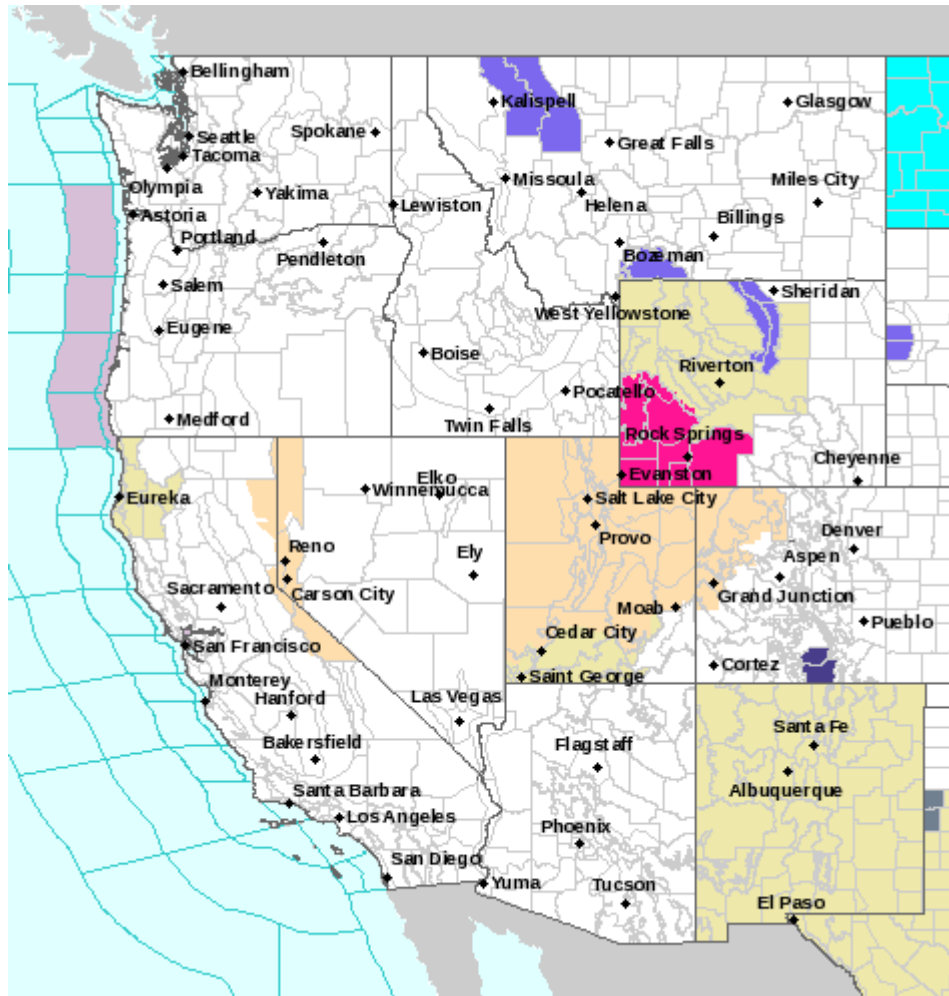 Bellingham
Kalispell
Glasgow
Seattle
Spokane
Great Falls
Tacoma
Olympia
Missoula
Miles City
Yakima
Lewiston
Helena
Astoria
Billings
Portland
Pendleton
Bozeman
Salem
Sheridan
West Yellowstone
Eugene
Boise
Riverton
Pocatello
Medford
Twin Falls
Rock Springs
Cheyenne
Evanston
Elko
Winnemucca
Eureka
Salt Lake City
Denver
Provo
Reno
Ely
Aspen
Sacramento
Carson City
Grand Junction
Moab
Pueblo
San Francisco
Cedar City
Cortez
Saint George
Monterey
Hanford
Las Vegas
Santa Fe
Bakersfield
Flagstaff
Albuquerque
Santa Barbara
Los Angeles
Phoenix
San Diego
Yuma
Tucson
El Paso